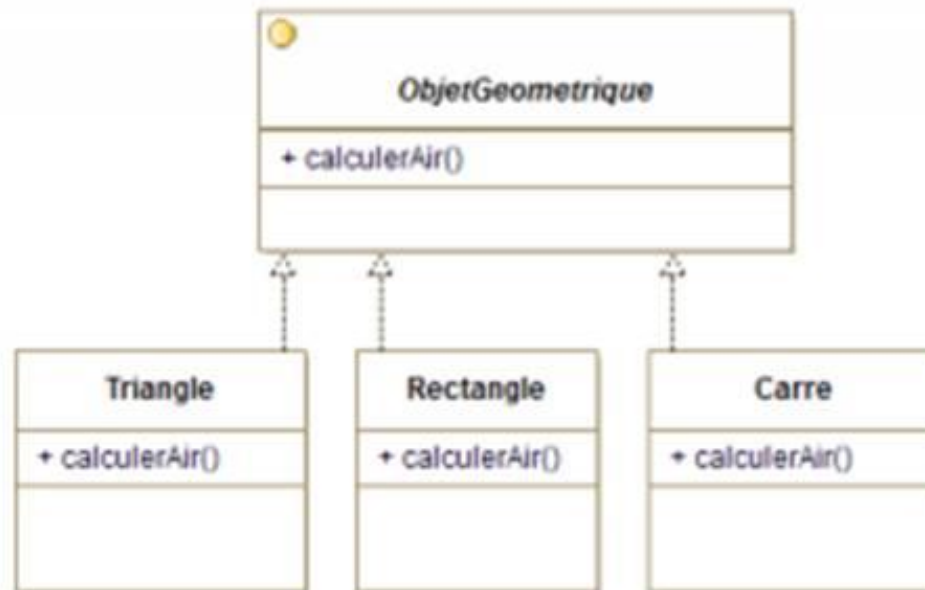 ObjetGeometrique
+ calculerAir()
Triangle
Rectangle
Carre
+ calculerAir()
+ calculerAir()
+ calculerAir()